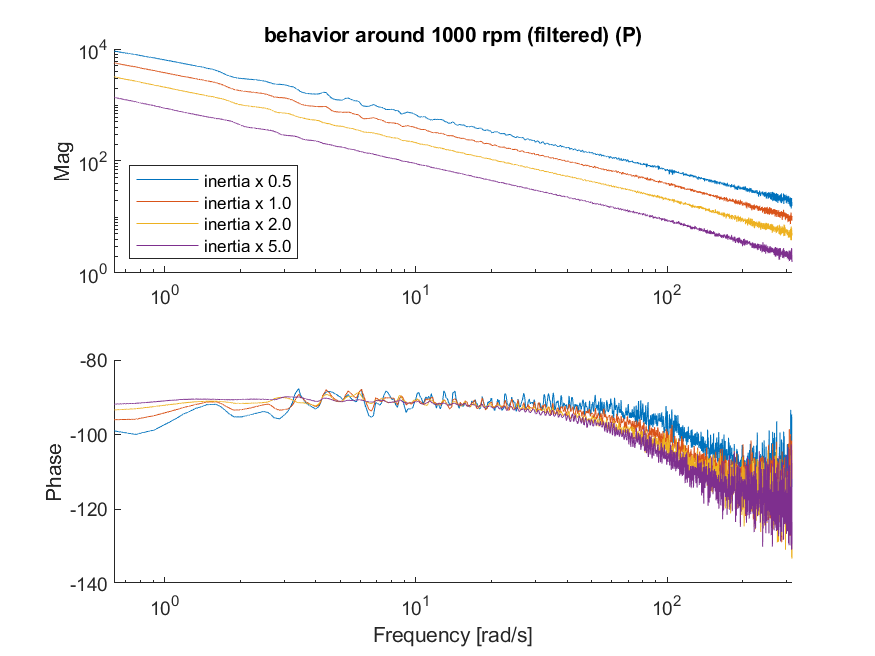 behavior around 1000 rpm (filtered) (P)
10^4
10^2
10^0
Mag
inertia x 0.5
inertia x 1.0
inertia x 2.0
inertia x 5.0
10^0 10^1 10^2
-80
-100
-120
-140
Phase
10^0 10^1 10^2
Frequency [rad/s]